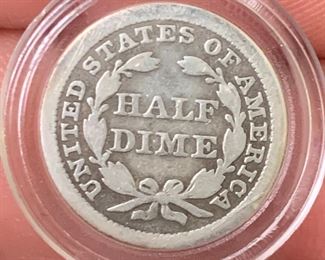 UNITED STATES OF AMERICA
HALF
DIME